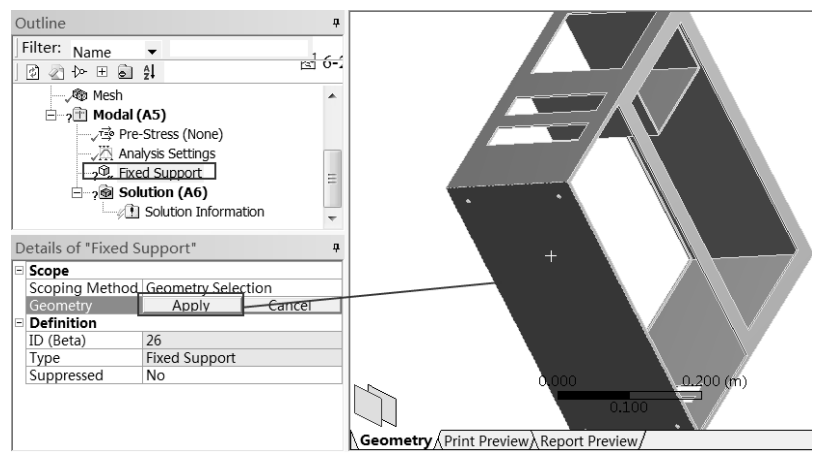 Outline
Filter: Name
Mesh
Modal (A5)
Pre-Stress (None)
Analysis Settings
Fixed Support
Solution (A6)
Solution Information
Details of "Fixed Support"
Scope
Scoping Method Geometry Selection
Geometry Apply Cancel
Definition
ID (Beta) 26
Type Fixed Support
Suppressed No
0.000 0.200 (m)
0.100
Geometry Print Preview Report Preview